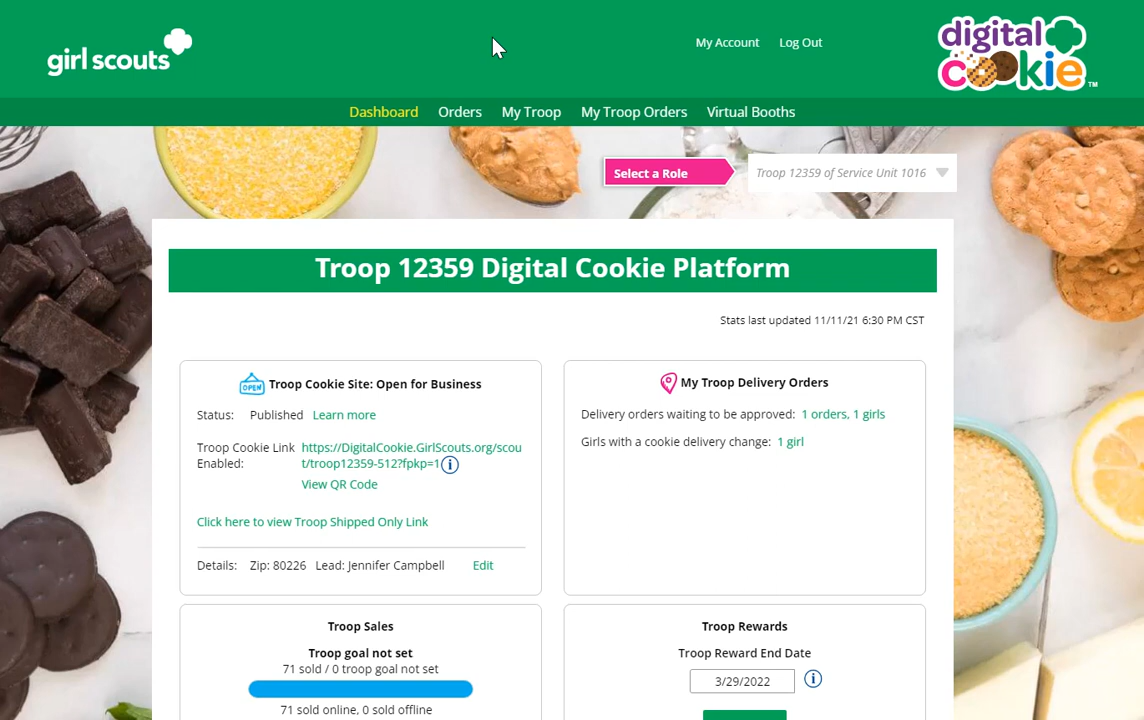 girl scouts
My Account Log Out
digital
cookie™
Dashboard Orders My Troop My Troop Orders Virtual Booths
Select a Role
Troop 12359 of Service Unit 1016
Troop 12359 Digital Cookie Platform
Stats last updated 11/11/21 6:30 PM CST
OPEN Troop Cookie Site: Open for Business
Status: Published Learn more
Troop Cookie Link https://DigitalCookie.GirlScouts.org/scou
Enabled: t/troop12359-512?fpkp=1 i
View QR Code
Click here to view Troop Shipped Only Link
Details: Zip: 80226 Lead: Jennifer Campbell Edit
My Troop Delivery Orders
Delivery orders waiting to be approved: 1 orders, 1 girls
Girls with a cookie delivery change: 1 girl
Troop Sales
Troop goal not set
71 sold / 0 troop goal not set
71 sold online, 0 sold offline
Troop Rewards
Troop Reward End Date
3/29/2022 i